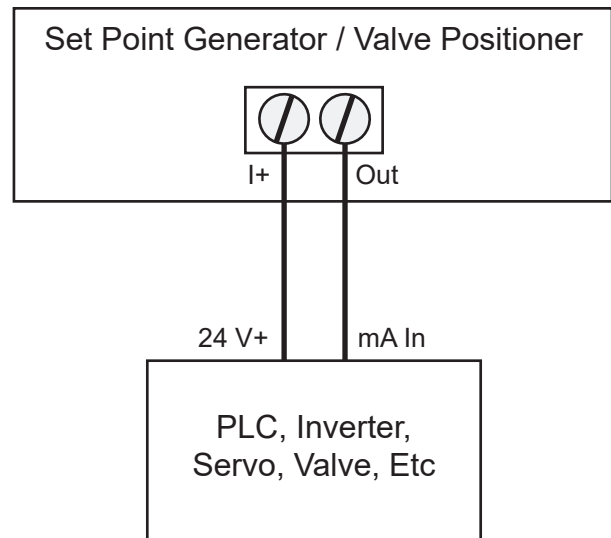 Set Point Generator / Valve Positioner
I+ Out
24 V+ mA In
PLC, Inverter,
Servo, Valve, Etc